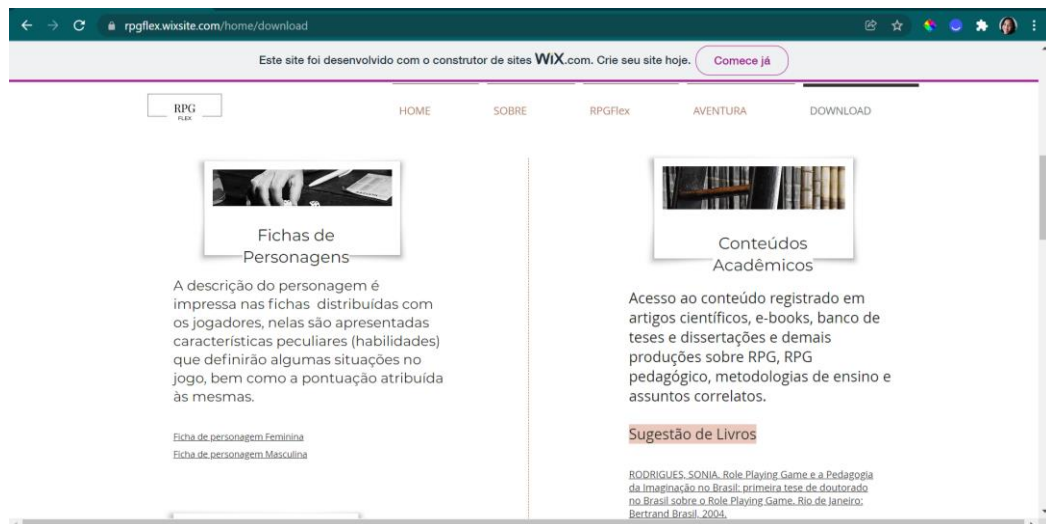 rpgflex.wixsite.com/home/download
Este site foi desenvolvido com o construtor de sites WiX.com. Crie seu site hoje. Comece já
RPG
FLEX
HOME SOBRE RPGFlex AVENTURA DOWNLOAD
Fichas de
Personagens
A descrição do personagem é
impressa nas fichas distribuídas com
os jogadores, nelas são apresentadas
características peculiares (habilidades)
que definirão algumas situações no
jogo, bem como a pontuação atribuída
às mesmas.
Ficha de personagem Feminina
Ficha de personagem Masculina
Conteúdos
Acadêmicos
Acesso ao conteúdo registrado em
artigos científicos, e-books, banco de
teses e dissertações e demais
produções sobre RPG, RPG
pedagógico, metodologias de ensino e
assuntos correlatos.
Sugestão de Livros
RODRIGUES, SONIA. Role Playing Game e a Pedagogia
da Imaginação no Brasil: primeira tese de doutorado
no Brasil sobre o Role Playing Game. Rio de Janeiro:
Bertrand Brasil, 2004.